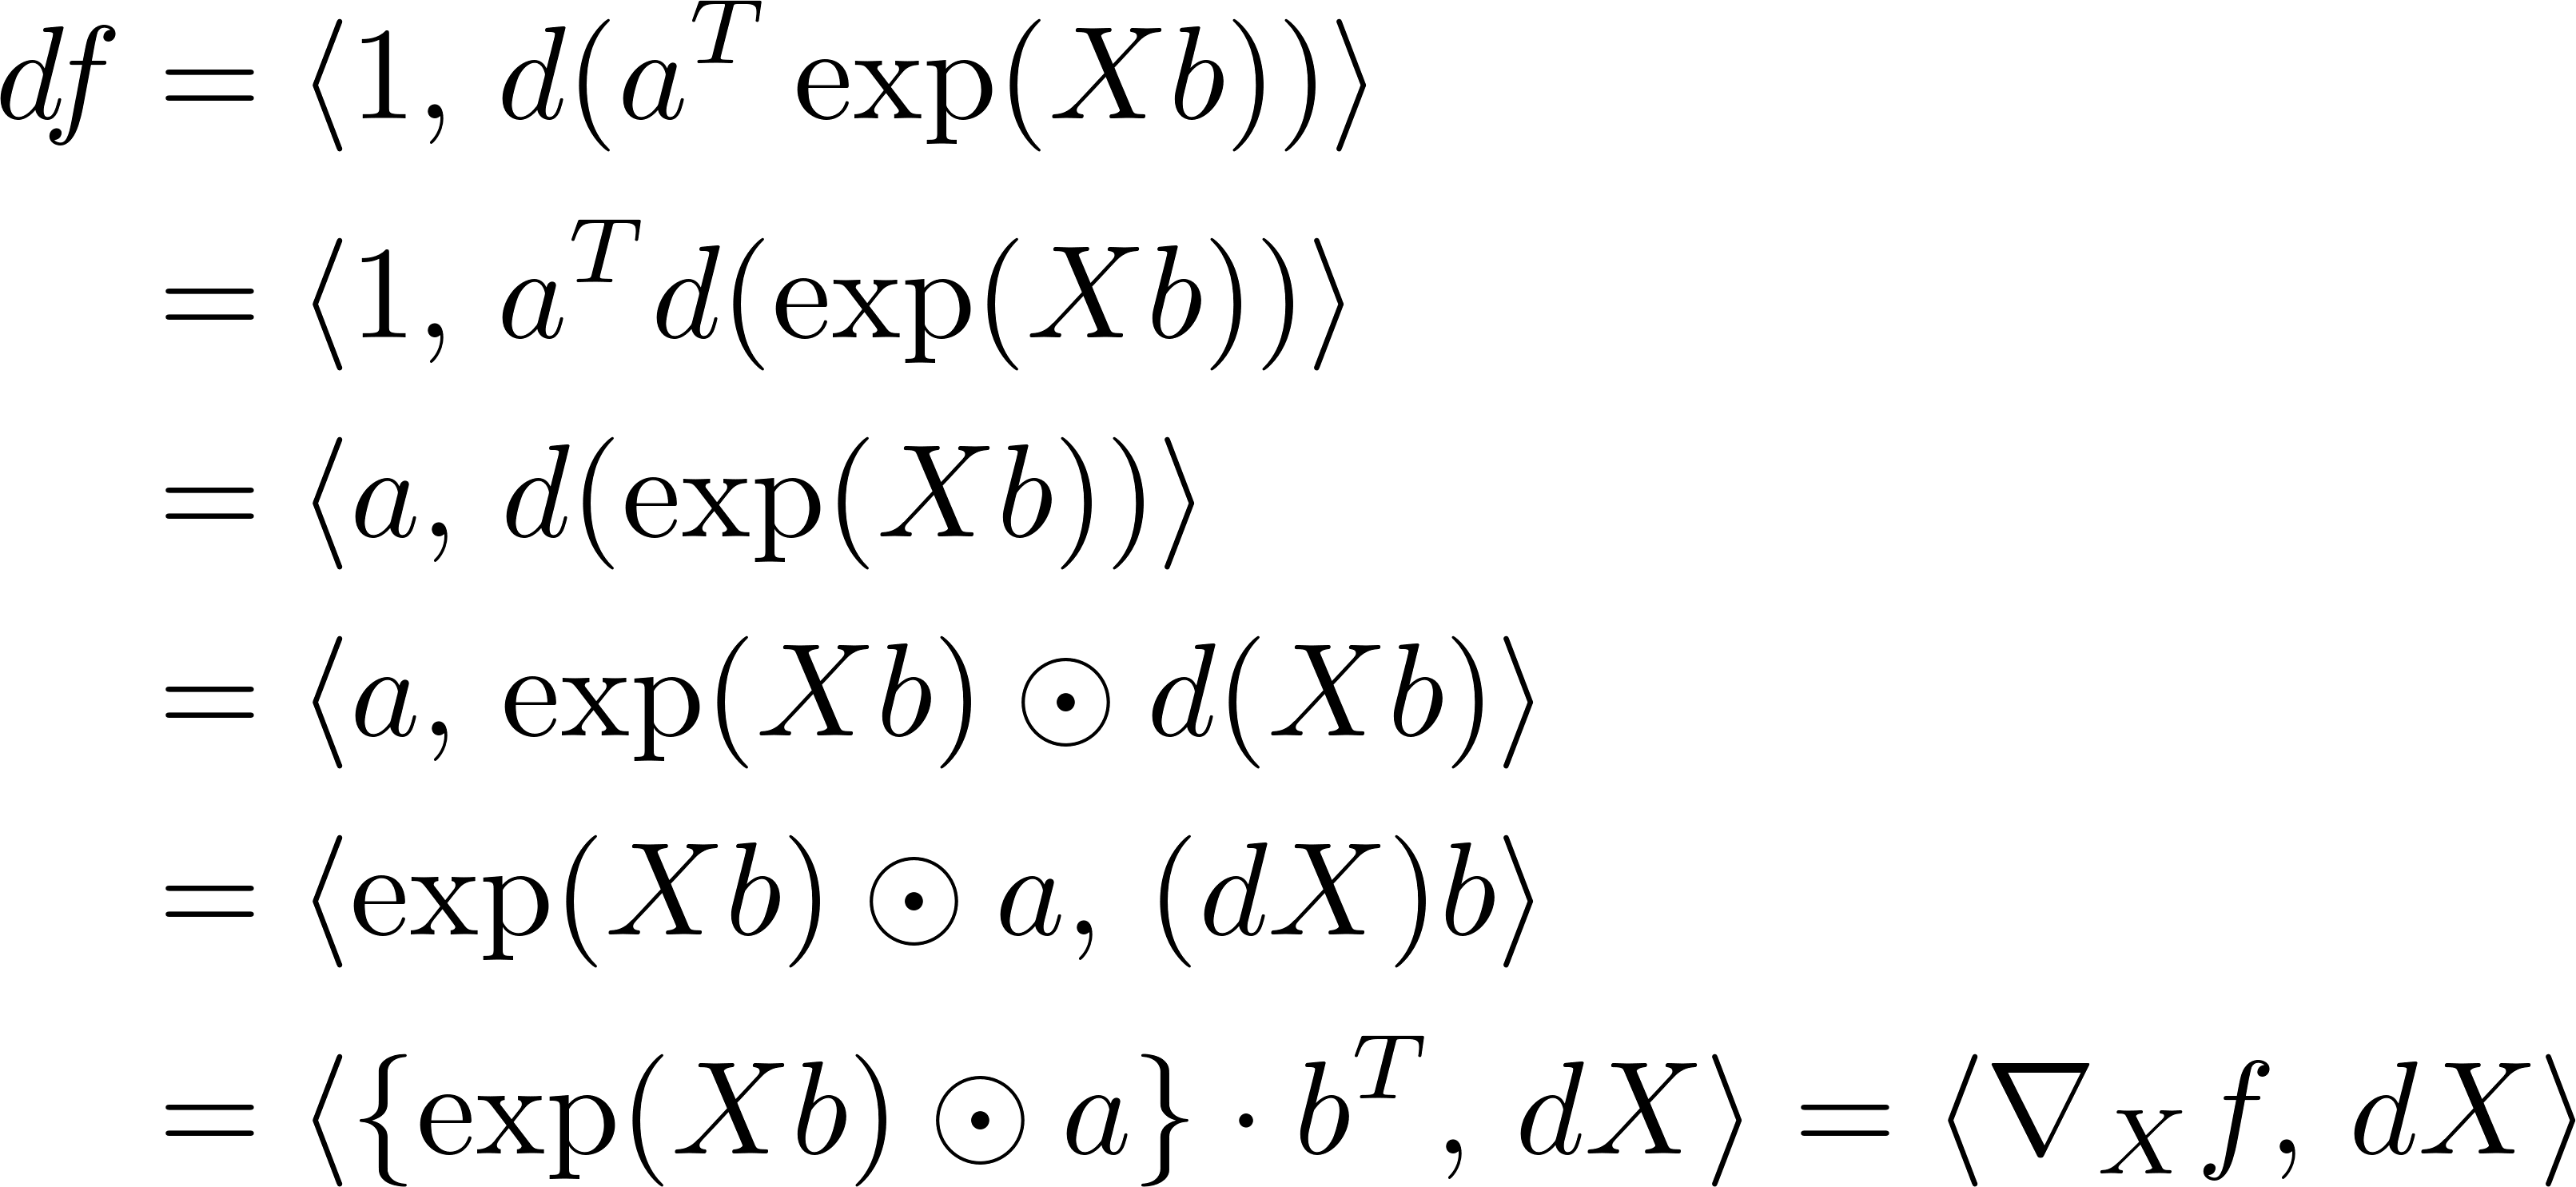 df = ⟨1, d(a^T exp(Xb))⟩
= ⟨1, a^T d(exp(Xb))⟩
= ⟨a, d(exp(Xb))⟩
= ⟨a, exp(Xb) ⊙ d(Xb)⟩
= ⟨exp(Xb) ⊙ a, (dX)b⟩
= ⟨{exp(Xb) ⊙ a} · b^T, dX⟩ = ⟨∇_X f, dX⟩